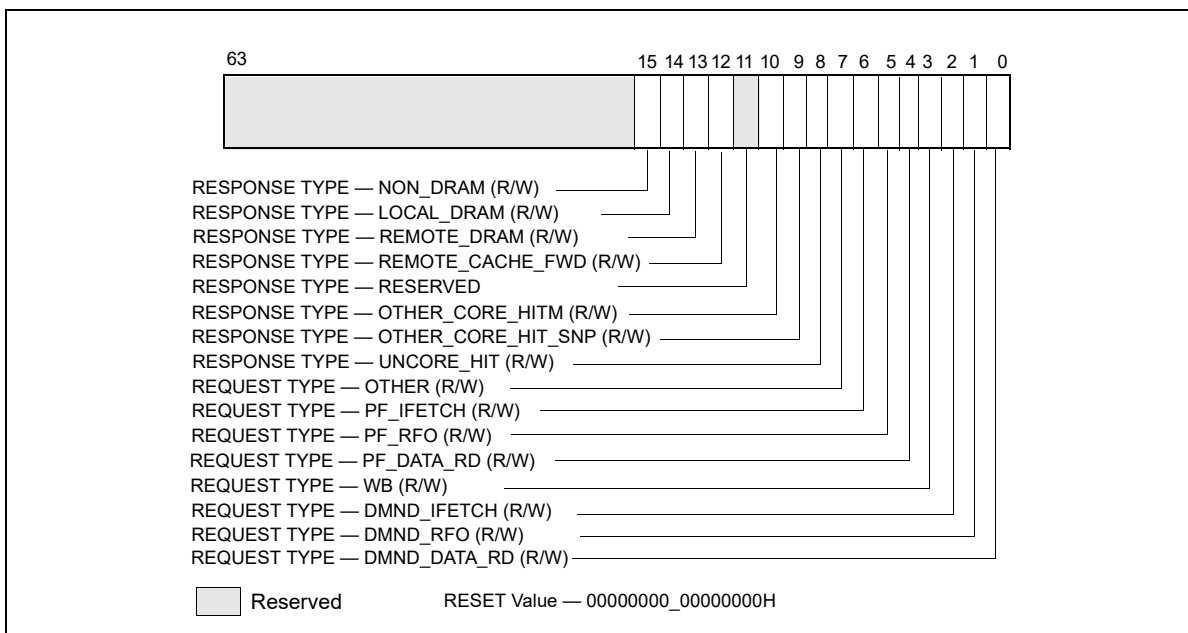 63 15 14 13 12 11 10 9 8 7 6 5 4 3 2 1 0
RESPONSE TYPE — NON_DRAM (R/W)
RESPONSE TYPE — LOCAL_DRAM (R/W)
RESPONSE TYPE — REMOTE_DRAM (R/W)
RESPONSE TYPE — REMOTE_CACHE_FWD (R/W)
RESPONSE TYPE — RESERVED
RESPONSE TYPE — OTHER_CORE_HITM (R/W)
RESPONSE TYPE — OTHER_CORE_HIT_SNP (R/W)
RESPONSE TYPE — UNCORE_HIT (R/W)
REQUEST TYPE — OTHER (R/W)
REQUEST TYPE — PF_IFETCH (R/W)
REQUEST TYPE — PF_RFO (R/W)
REQUEST TYPE — PF_DATA_RD (R/W)
REQUEST TYPE — WB (R/W)
REQUEST TYPE — DMND_IFETCH (R/W)
REQUEST TYPE — DMND_RFO (R/W)
REQUEST TYPE — DMND_DATA_RD (R/W)
Reserved RESET Value — 00000000_00000000H